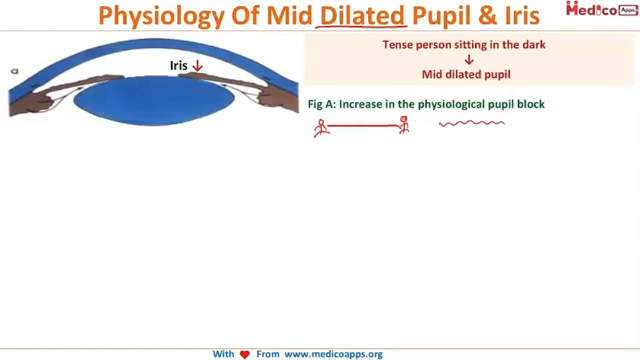 Physiology Of Mid Dilated Pupil & Iris
Medico Apps
a
Iris ↓
Tense person sitting in the dark
↓
Mid dilated pupil
Fig A: Increase in the physiological pupil block
With ♥ From www.medicoapps.org